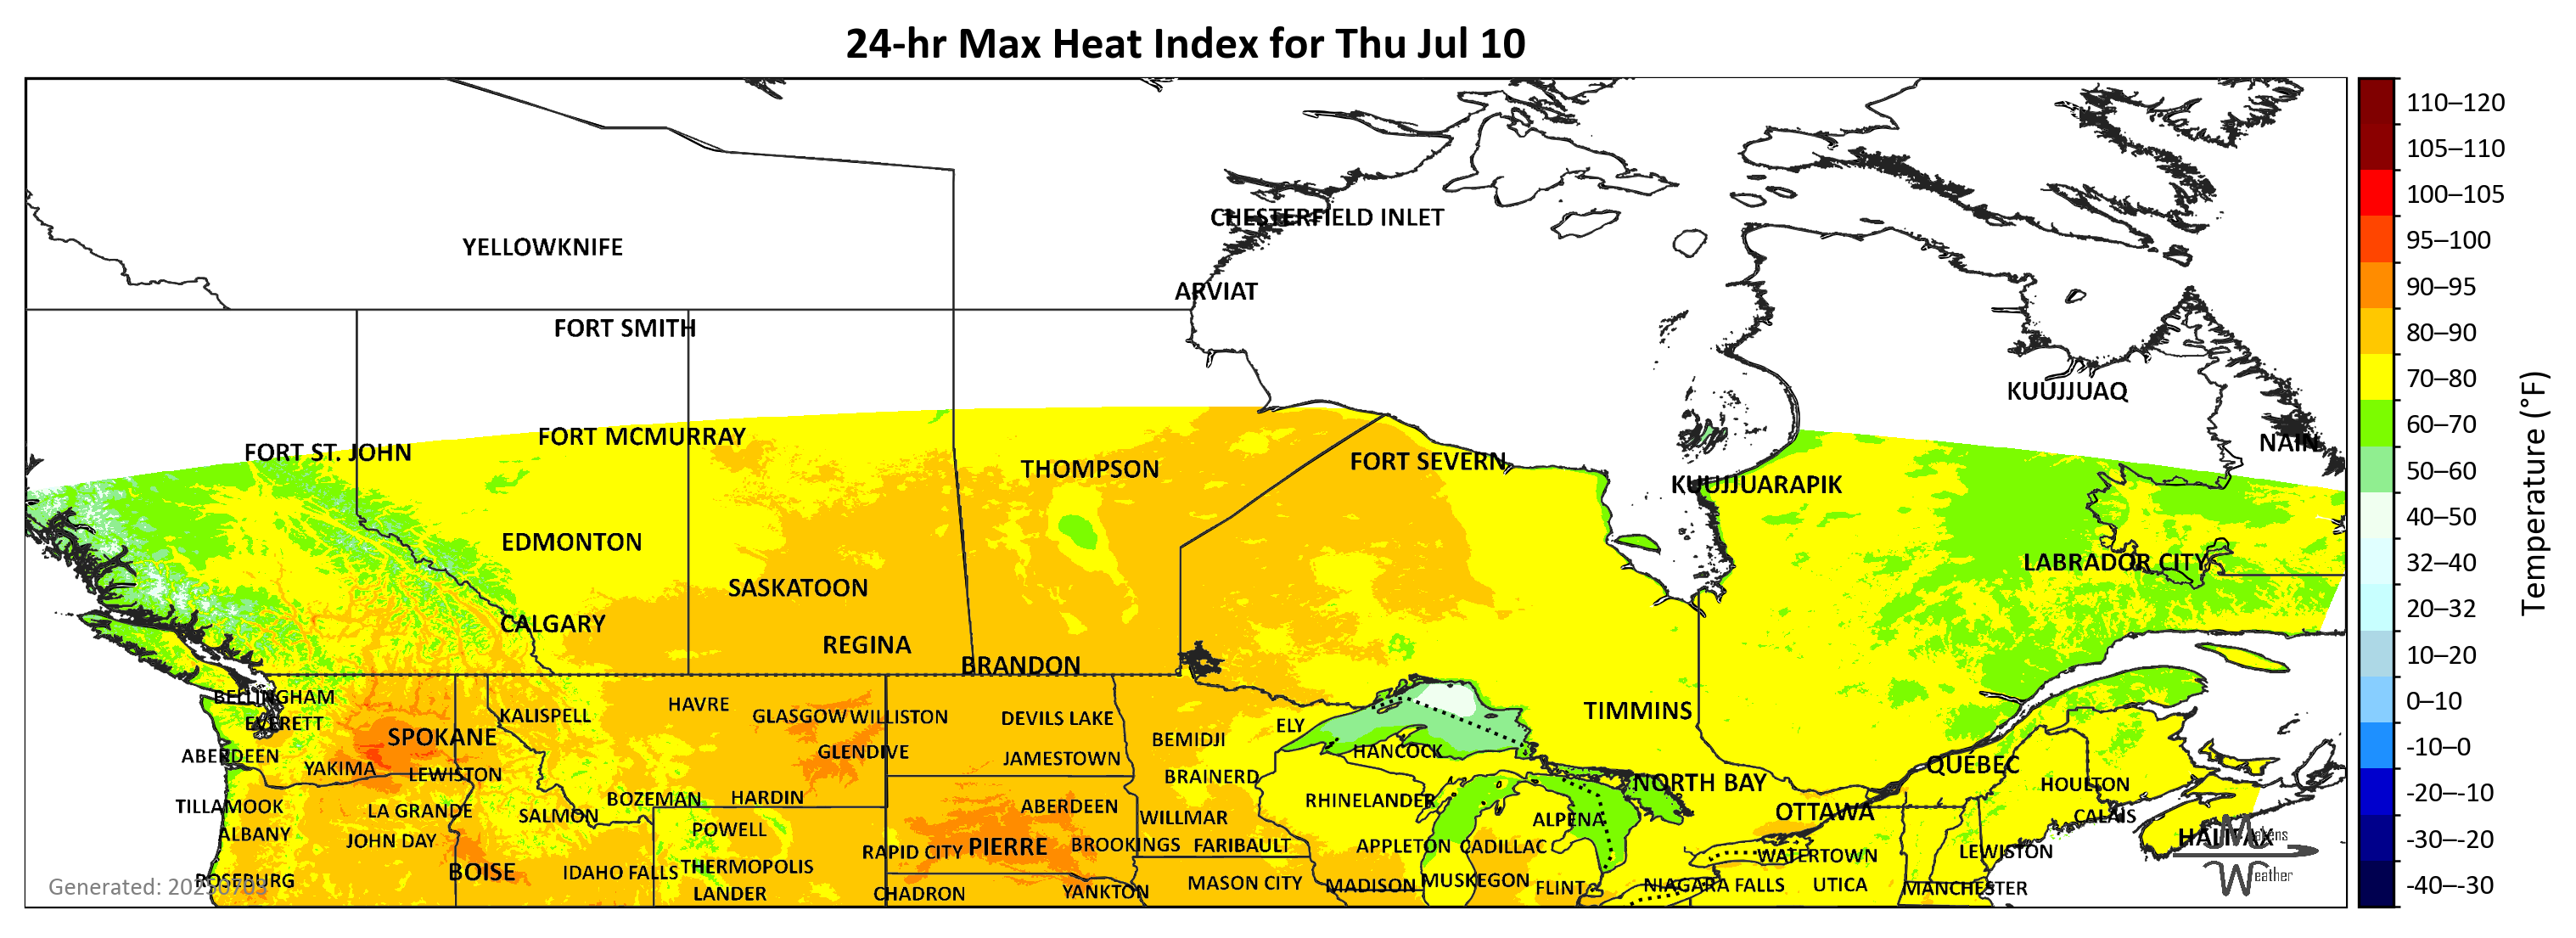 24-hr Max Heat Index for Thu Jul 10
CHESTERFIELD INLET
YELLOWKNIFE
ARVIAT
FORT SMITH
KUUJJUAQ
NAIN
FORT MCMURRAY
FORT ST. JOHN
THOMPSON
FORT SEVERN
KUUJJUARAPIK
EDMONTON
LABRADOR CITY
SASKATOON
CALGARY
REGINA
BRANDON
BELLINGHAM
HAVRE
KALISPELL
GLASGOW WILLISTON
DEVILS LAKE
TIMMINS
EVERETT
ELY
SPOKANE
BEMIDJI
HANCOCK
ABERDEEN
GLENDIVE
JAMESTOWN
QUEBEC
YAKIMA
LEWISTON
BRAINERD
NORTH BAY
HOULTON
BOZEMAN
HARDIN
RHINELANDER
TILLAMOOK
LA GRANDE
SALMON
ABERDEEN
WILLMAR
ALPENA
OTTAWA
CALAIS
ALBANY
JOHN DAY
POWELL
HALIFAX
RAPID CITY
PIERRE
BROOKINGS
FARIBAULT
APPLETON
CADILLAC
WATERTOWN
LEWISTON
BOISE
IDAHO FALLS
THERMOPOLIS
ROSEBURG
LANDER
CHADRON
YANKTON
MASON CITY
MADISON
MUSKEGON
FLINT
NIAGARA FALLS
UTICA
MANCHESTER
Weather
110–120
105–110
100–105
95–100
90–95
80–90
70–80
60–70
50–60
40–50
32–40
20–32
10–20
0–10
-10–0
-20–-10
-30–-20
-40–-30
Temperature (°F)
Generated: